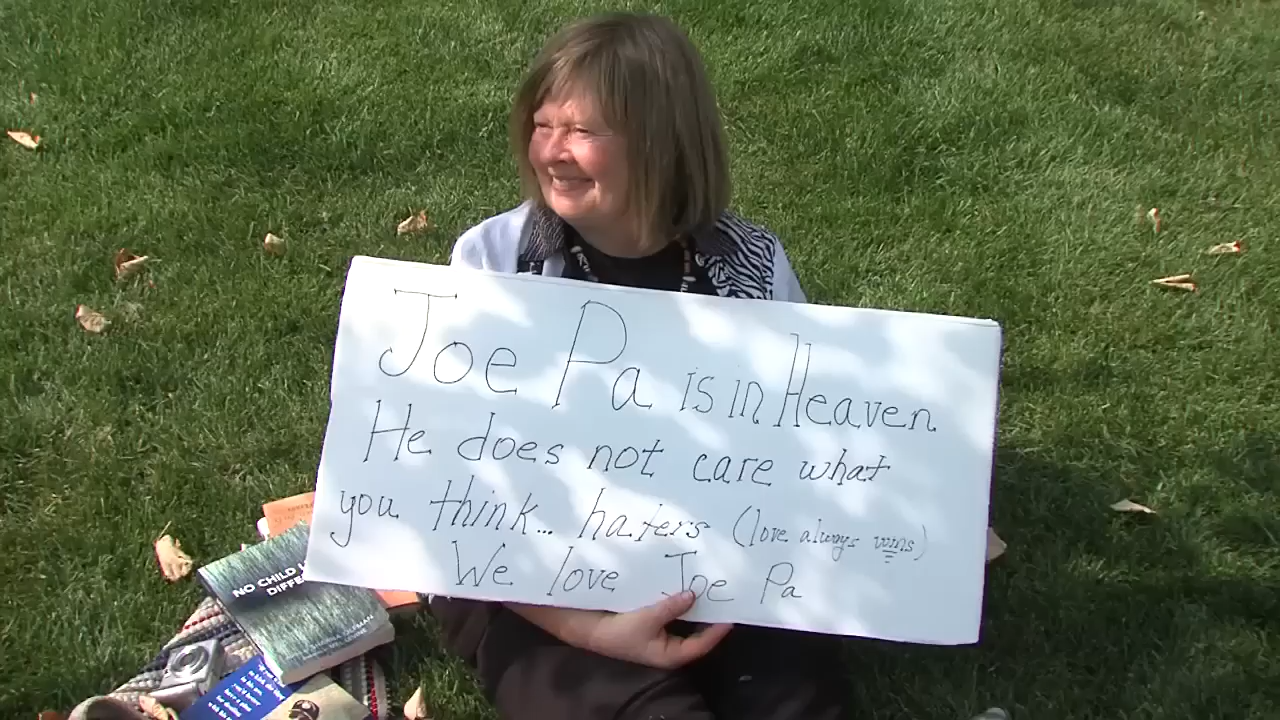 Joe Pa is in Heaven
He does not care what
you think... haters (love always wins)
We love Joe Pa
NO CHILD
DIFFE